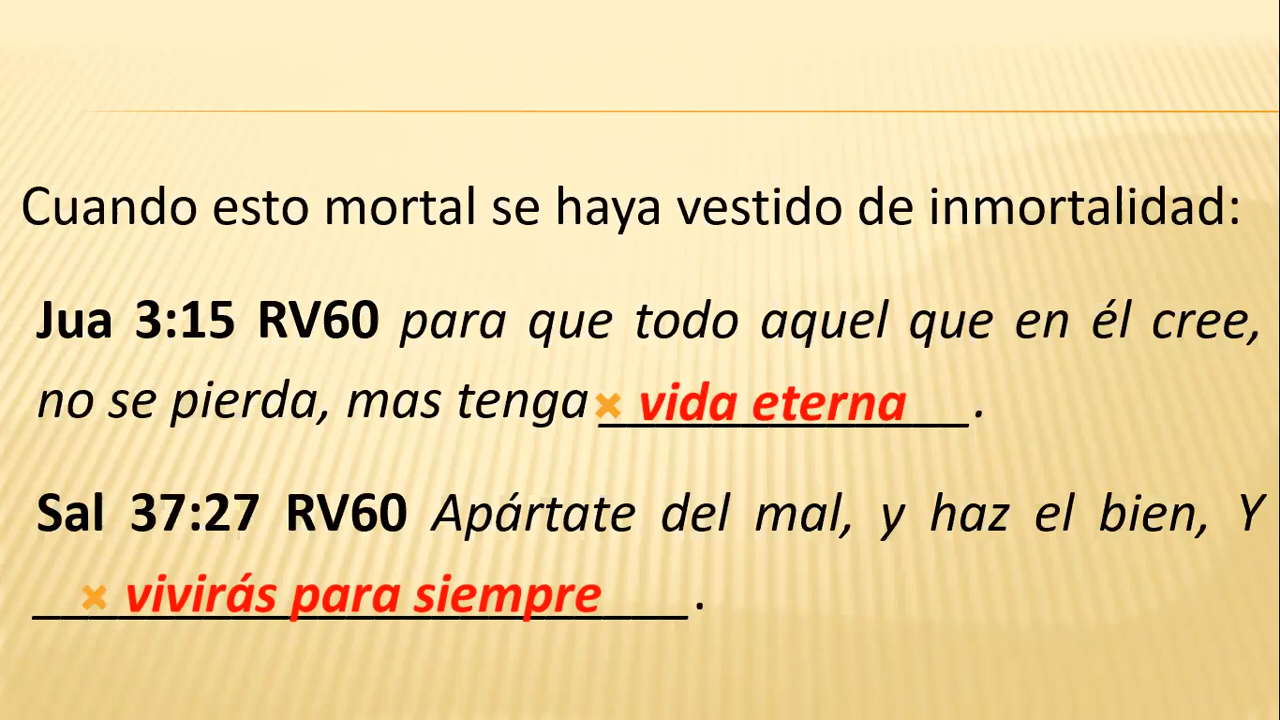 Cuando esto mortal se haya vestido de inmortalidad:
Jua 3:15 RV60 para que todo aquel que en él cree,
no se pierda, mas tenga vida eterna.
Sal 37:27 RV60 Apártate del mal, y haz el bien, Y
vivirás para siempre.